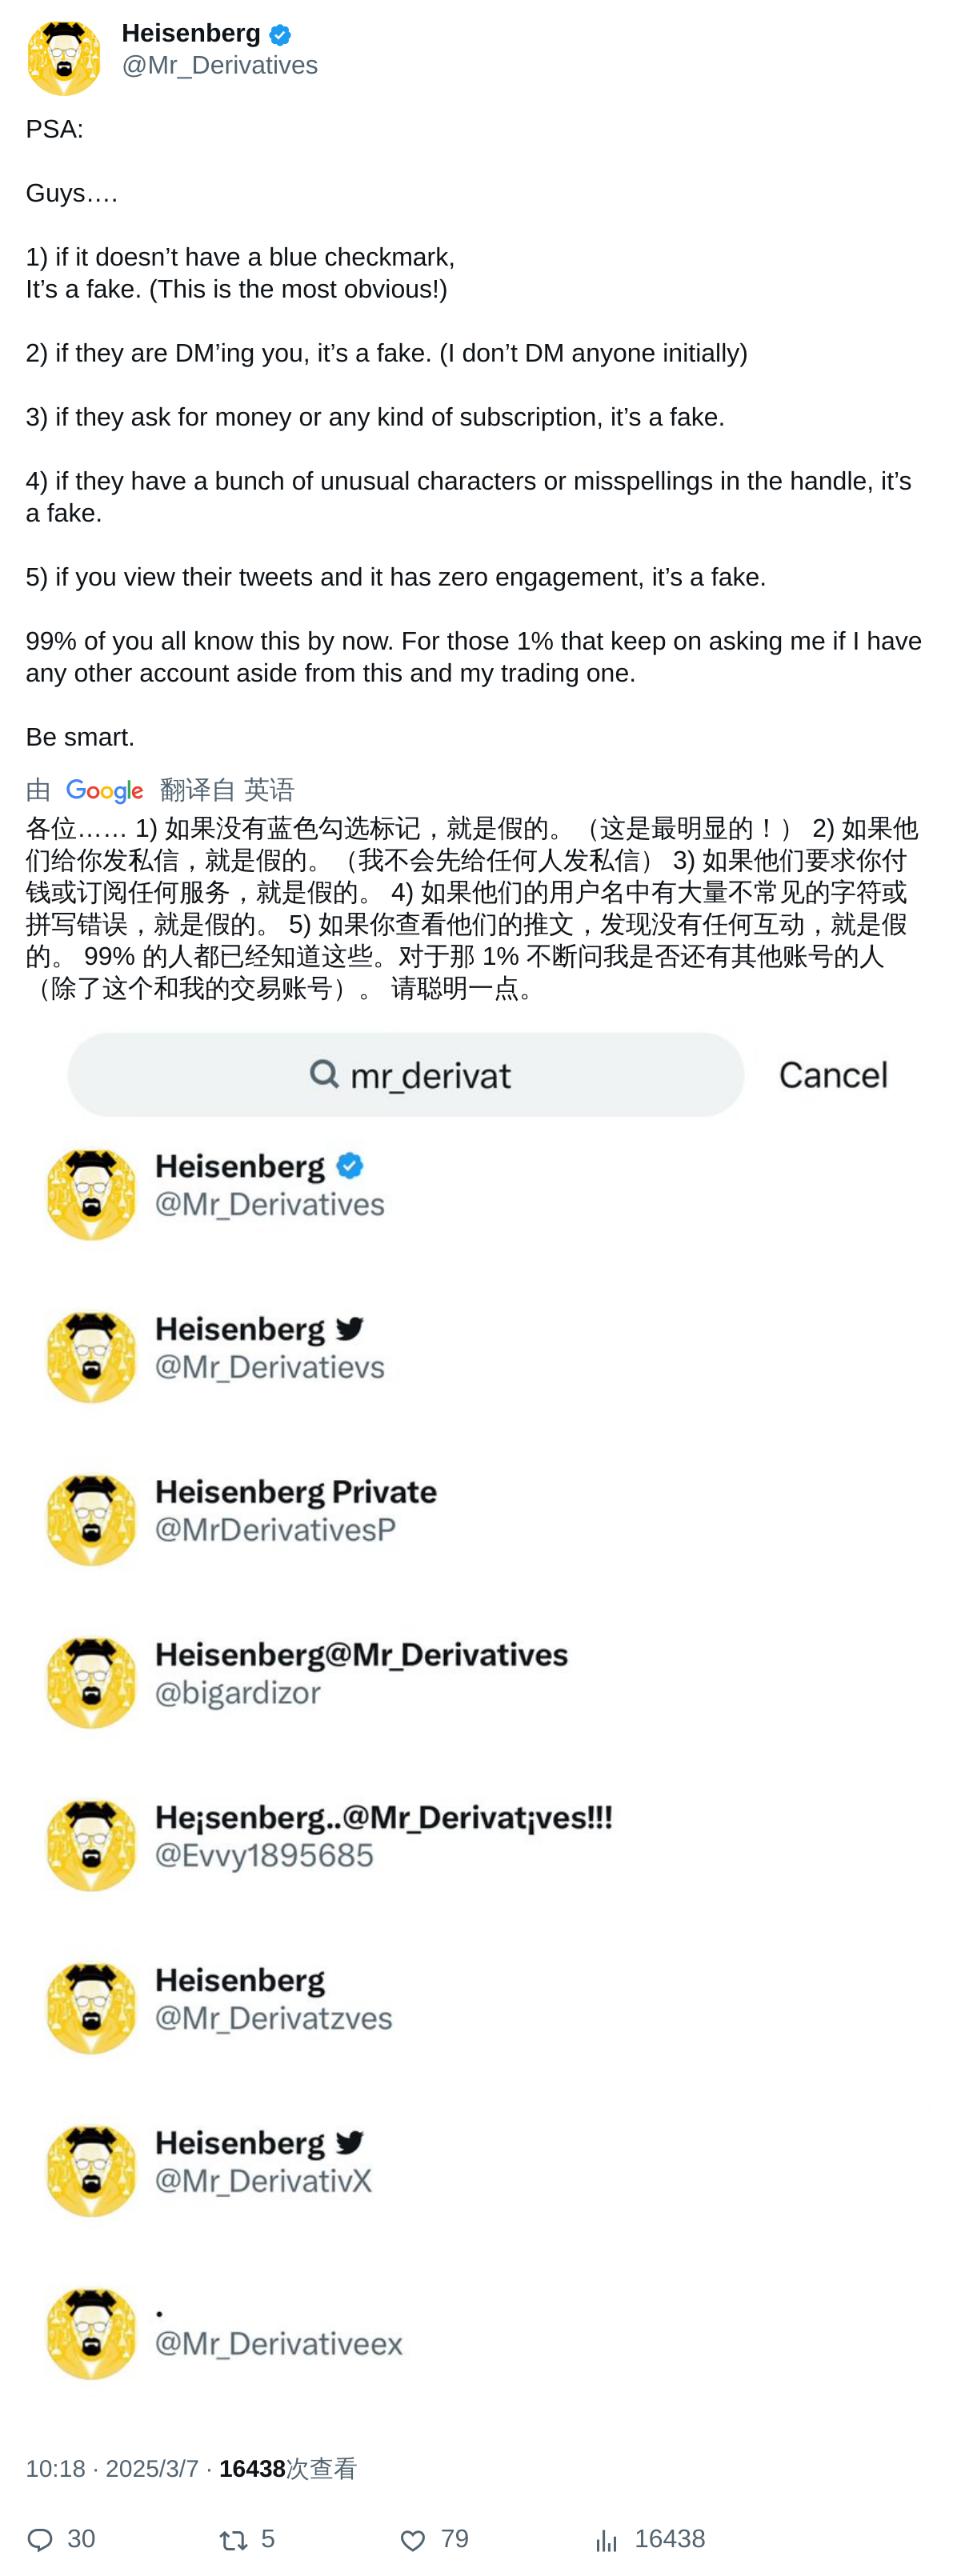 Heisenberg
@Mr_Derivatives
PSA:
Guys….
1) if it doesn’t have a blue checkmark,
It’s a fake. (This is the most obvious!)
2) if they are DM’ing you, it’s a fake. (I don’t DM anyone initially)
3) if they ask for money or any kind of subscription, it’s a fake.
4) if they have a bunch of unusual characters or misspellings in the handle, it’s
a fake.
5) if you view their tweets and it has zero engagement, it’s a fake.
99% of you all know this by now. For those 1% that keep on asking me if I have
any other account aside from this and my trading one.
Be smart.
由 Google 翻译自 英语
各位…… 1) 如果没有蓝色勾选标记，就是假的。（这是最明显的！） 2) 如果他
们给你发私信，就是假的。（我不会先给任何人发私信） 3) 如果他们要求你付
钱或订阅任何服务，就是假的。 4) 如果他们的用户名中有大量不常见的字符或
拼写错误，就是假的。 5) 如果你查看他们的推文，发现没有任何互动，就是假
的。 99% 的人都已经知道这些。对于那 1% 不断问我是否还有其他账号的人
（除了这个和我的交易账号）。 请聪明一点。
mr_derivat Cancel
Heisenberg
@Mr_Derivatives
Heisenberg
@Mr_Derivatievs
Heisenberg Private
@MrDerivativesP
Heisenberg@Mr_Derivatives
@bigardizor
He¡senberg..@Mr_Derivat¡ves!!!
@Evvy1895685
Heisenberg
@Mr_Derivatzves
Heisenberg
@Mr_DerivativX
.
@Mr_Derivativeex
10:18 · 2025/3/7 · 16438次查看
30 5 79 16438